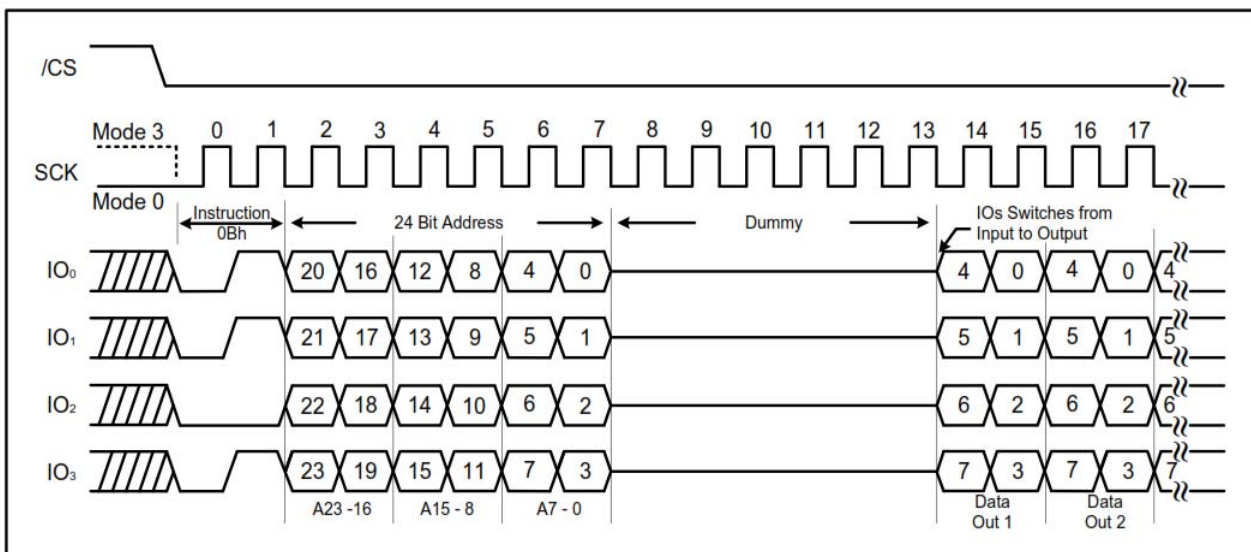 /CS
Mode 3 0 1 2 3 4 5 6 7 8 9 10 11 12 13 14 15 16 17
SCK
Mode 0
Instruction 0Bh
24 Bit Address
Dummy
IOs Switches from
Input to Output
IO₀ 20 16 12 8 4 0 4 0 4 0 4
IO₁ 21 17 13 9 5 1 5 1 5 1 5
IO₂ 22 18 14 10 6 2 6 2 6 2 6
IO₃ 23 19 15 11 7 3 7 3 7 3 7
A23 -16 A15 - 8 A7 - 0
Data
Out 1
Data
Out 2